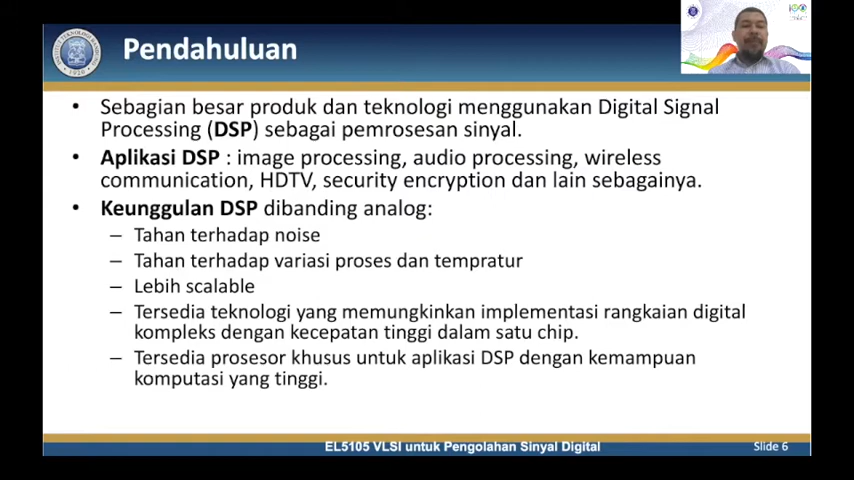 Pendahuluan
• Sebagian besar produk dan teknologi menggunakan Digital Signal
Processing (DSP) sebagai pemrosesan sinyal.
• Aplikasi DSP : image processing, audio processing, wireless
communication, HDTV, security encryption dan lain sebagainya.
• Keunggulan DSP dibanding analog:
– Tahan terhadap noise
– Tahan terhadap variasi proses dan tempratur
– Lebih scalable
– Tersedia teknologi yang memungkinkan implementasi rangkaian digital
kompleks dengan kecepatan tinggi dalam satu chip.
– Tersedia prosesor khusus untuk aplikasi DSP dengan kemampuan
komputasi yang tinggi.
EL5105 VLSI untuk Pengolahan Sinyal Digital
Slide 6